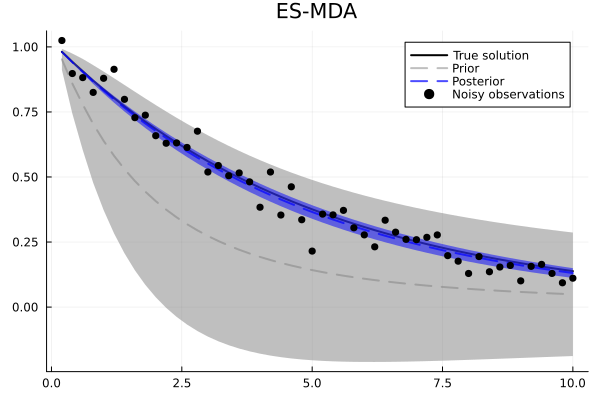 ES-MDA
True solution
Prior
Posterior
Noisy observations
1.00
0.75
0.50
0.25
0.00
0.0 2.5 5.0 7.5 10.0